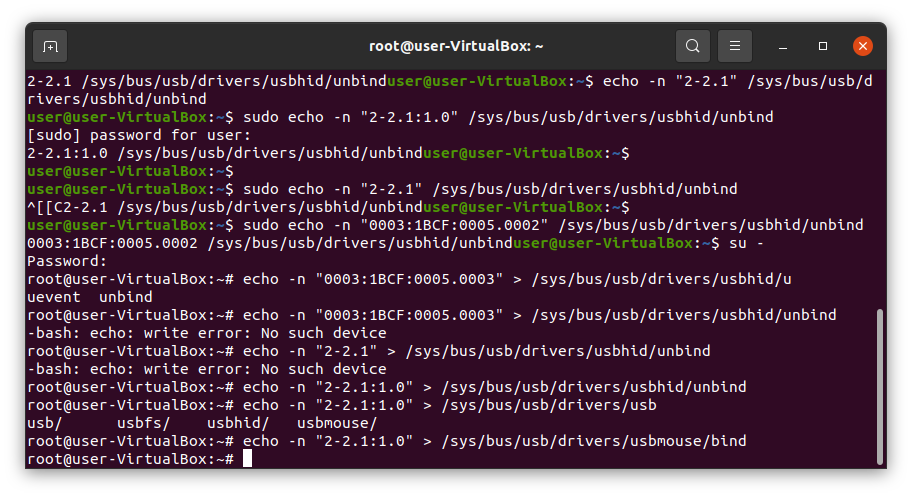 root@user-VirtualBox: ~
2-2.1 /sys/bus/usb/drivers/usbhid/unbinduser@user-VirtualBox:~$ echo -n "2-2.1" /sys/bus/usb/d
rivers/usbhid/unbind
user@user-VirtualBox:~$ sudo echo -n "2-2.1:1.0" /sys/bus/usb/drivers/usbhid/unbind
[sudo] password for user:
2-2.1:1.0 /sys/bus/usb/drivers/usbhid/unbinduser@user-VirtualBox:~$
user@user-VirtualBox:~$
user@user-VirtualBox:~$ sudo echo -n "2-2.1" /sys/bus/usb/drivers/usbhid/unbind
^[[C2-2.1 /sys/bus/usb/drivers/usbhid/unbinduser@user-VirtualBox:~$
user@user-VirtualBox:~$ sudo echo -n "0003:1BCF:0005.0002" /sys/bus/usb/drivers/usbhid/unbind
0003:1BCF:0005.0002 /sys/bus/usb/drivers/usbhid/unbinduser@user-VirtualBox:~$ su -
Password:
root@user-VirtualBox:~# echo -n "0003:1BCF:0005.0003" > /sys/bus/usb/drivers/usbhid/u
uevent  unbind
root@user-VirtualBox:~# echo -n "0003:1BCF:0005.0003" > /sys/bus/usb/drivers/usbhid/unbind
-bash: echo: write error: No such device
root@user-VirtualBox:~# echo -n "2-2.1" > /sys/bus/usb/drivers/usbhid/unbind
-bash: echo: write error: No such device
root@user-VirtualBox:~# echo -n "2-2.1:1.0" > /sys/bus/usb/drivers/usbhid/unbind
root@user-VirtualBox:~# echo -n "2-2.1:1.0" > /sys/bus/usb/drivers/usb
usb/      usbfs/    usbhid/   usbmouse/
root@user-VirtualBox:~# echo -n "2-2.1:1.0" > /sys/bus/usb/drivers/usbmouse/bind
root@user-VirtualBox:~#